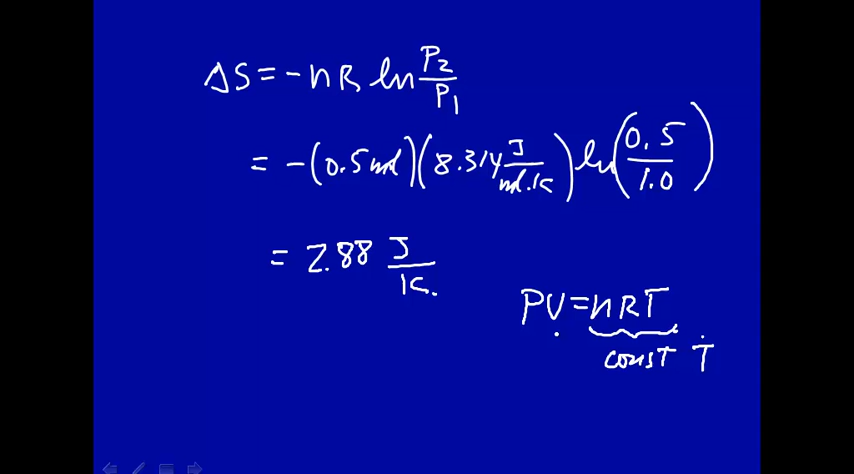 ΔS = -nR ln P₂/P₁
= -(0.5 mol)(8.314 J/mol·K) ln(0.5/1.0)
= 2.88 J/K.
PV = nRT
const T